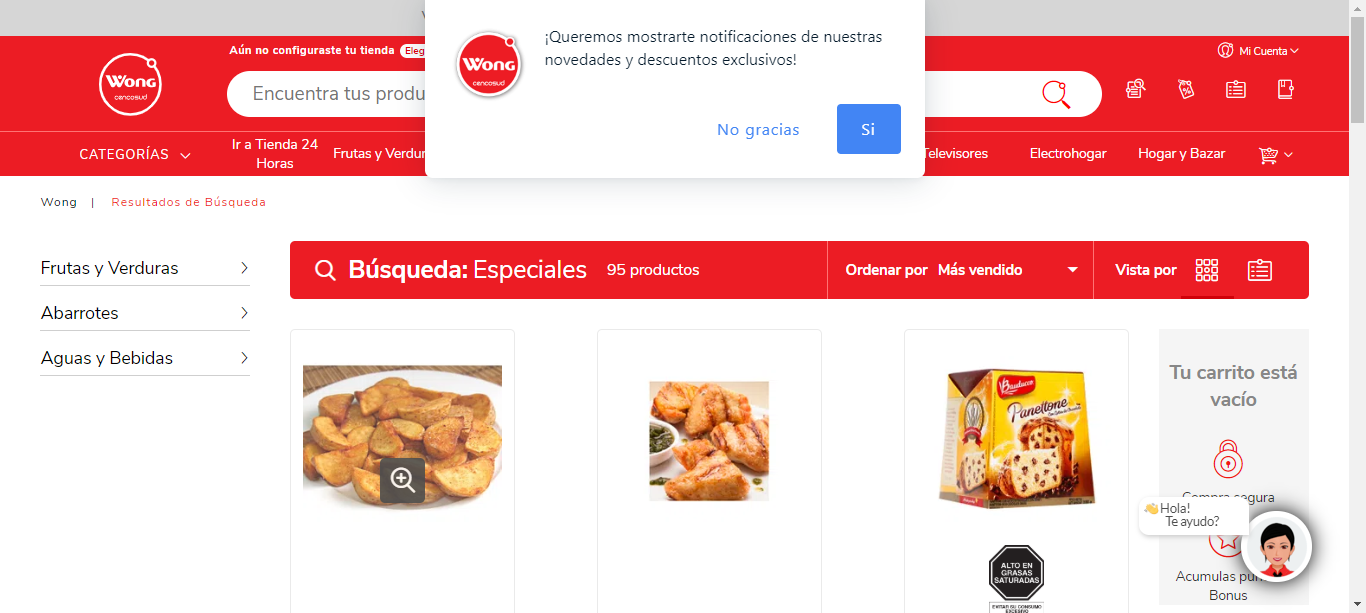 ¡Queremos mostrarte notificaciones de nuestras
novedades y descuentos exclusivos!
No gracias
Si
Wong
cencosud
Aún no configuraste tu tienda
Mi Cuenta
Wong
cencosud
Encuentra tus produ
CATEGORÍAS
Ir a Tienda 24
Horas
Frutas y Verdur
Televisores
Electrohogar
Hogar y Bazar
Wong | Resultados de Búsqueda
Frutas y Verduras
Abarrotes
Aguas y Bebidas
Búsqueda: Especiales 95 productos
Ordenar por Más vendido
Vista por
Bauducco
Panettone
ALTO EN
GRASAS
SATURADAS
EVITAR SU CONSUMO
EXCESIVO
Tu carrito está
vacío
Compra segura
👋Hola!
Te ayudo?
Acumulas
Bonus